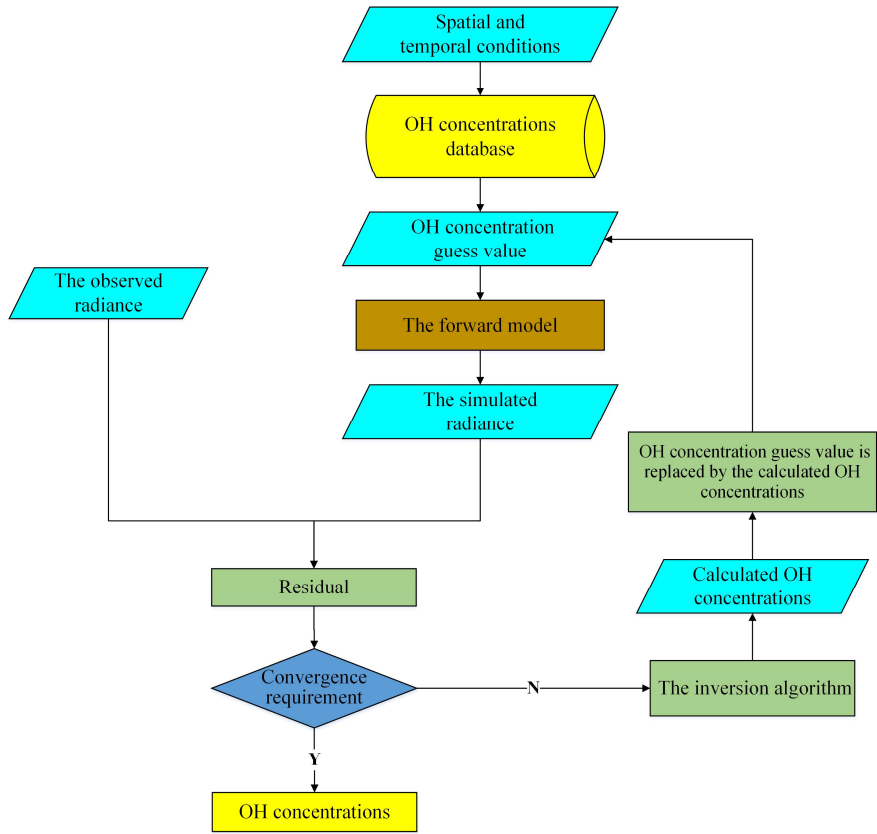 Spatial and
temporal conditions
OH concentrations
database
OH concentration
guess value
The observed
radiance
The forward model
The simulated
radiance
OH concentration guess value is
replaced by the calculated OH
concentrations
Calculated OH
concentrations
Residual
Convergence
requirement
N
The inversion algorithm
Y
OH concentrations